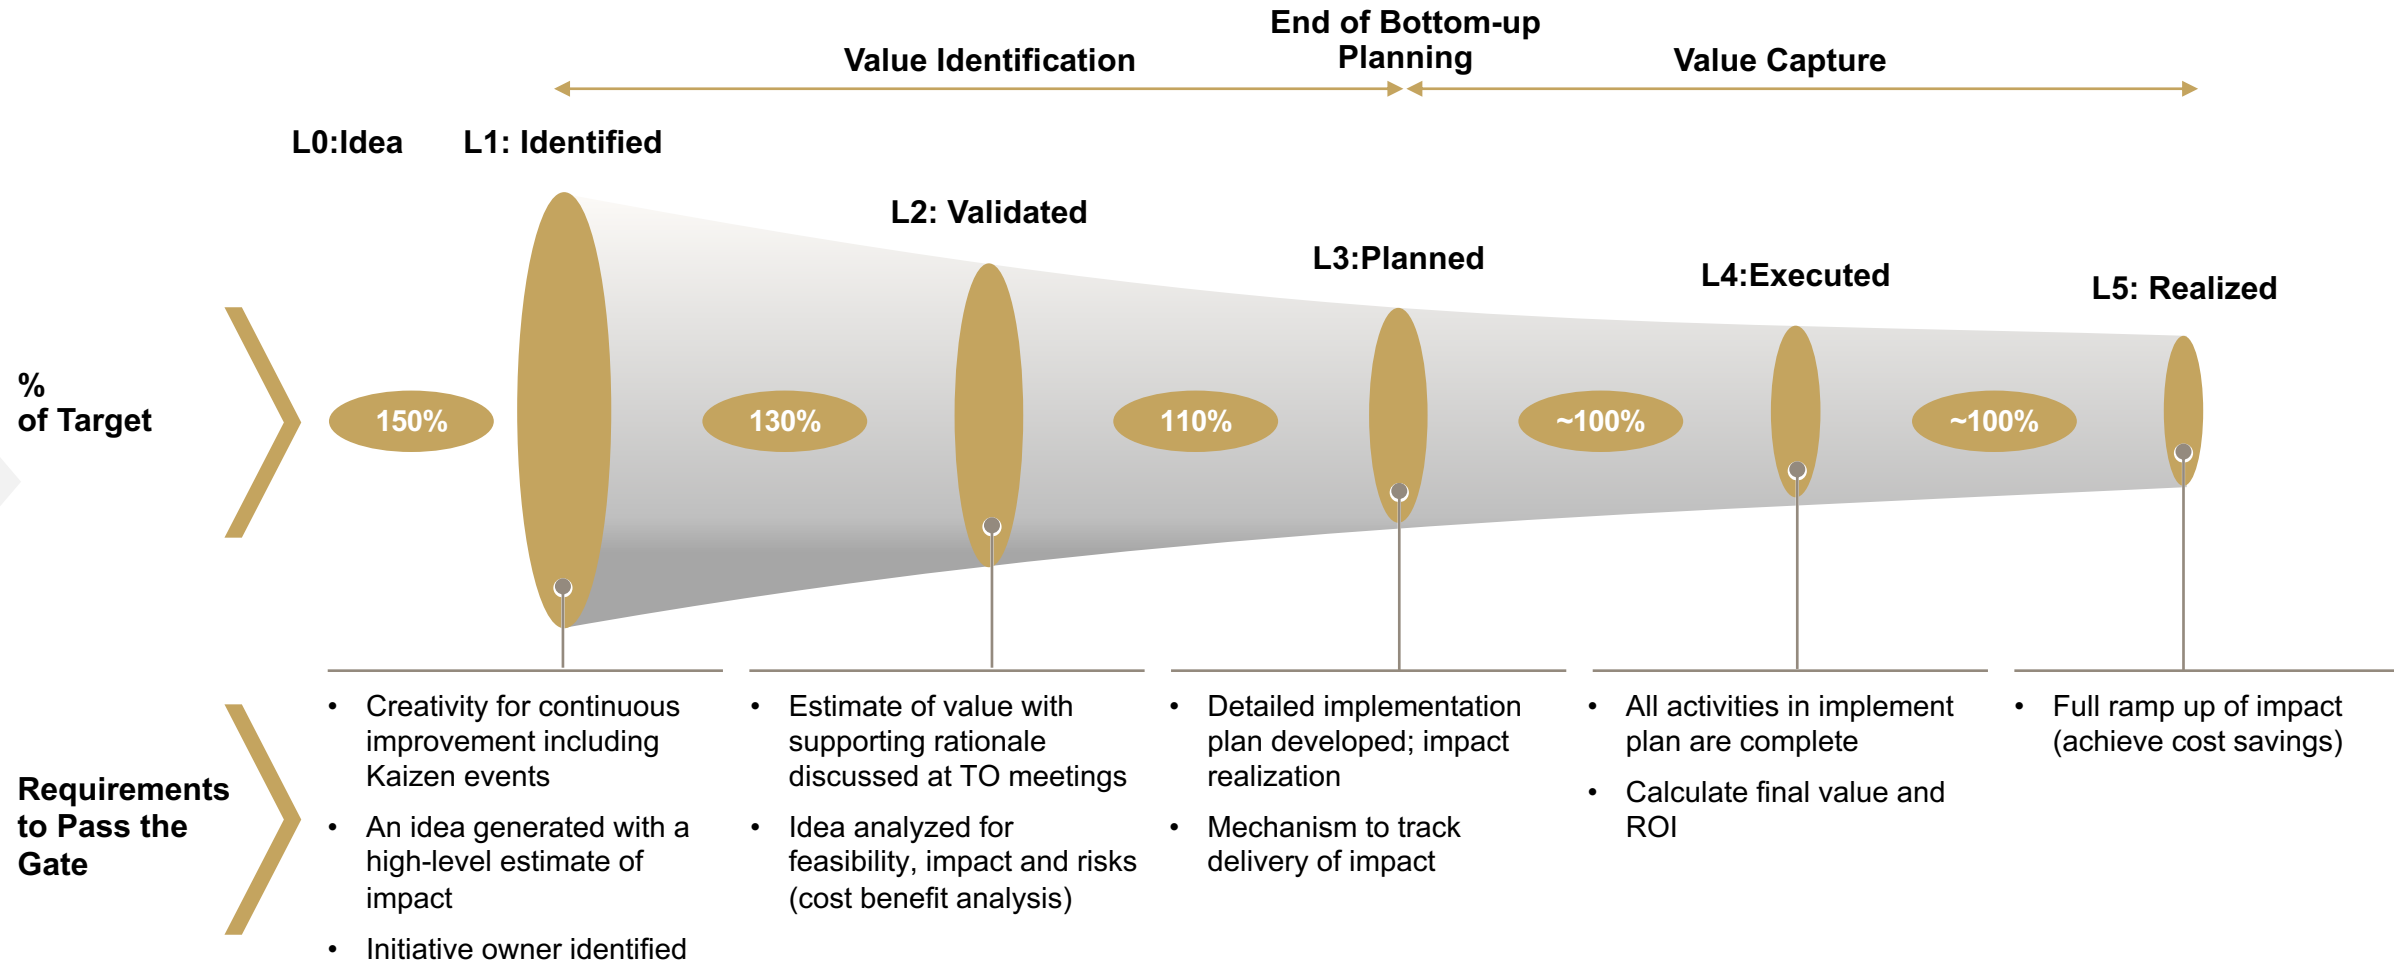 End of Bottom-up
Planning
Value Identification
Value Capture
L0:Idea
L1: Identified
L2: Validated
L3:Planned
L4:Executed
L5: Realized
%
of Target
150%
130%
110%
~100%
~100%
Requirements
to Pass the
Gate
• Creativity for continuous
improvement including
Kaizen events
• An idea generated with a
high-level estimate of
impact
• Initiative owner identified
• Estimate of value with
supporting rationale
discussed at TO meetings
• Idea analyzed for
feasibility, impact and risks
(cost benefit analysis)
• Detailed implementation
plan developed; impact
realization
• Mechanism to track
delivery of impact
• All activities in implement
plan are complete
• Calculate final value and
ROI
• Full ramp up of impact
(achieve cost savings)